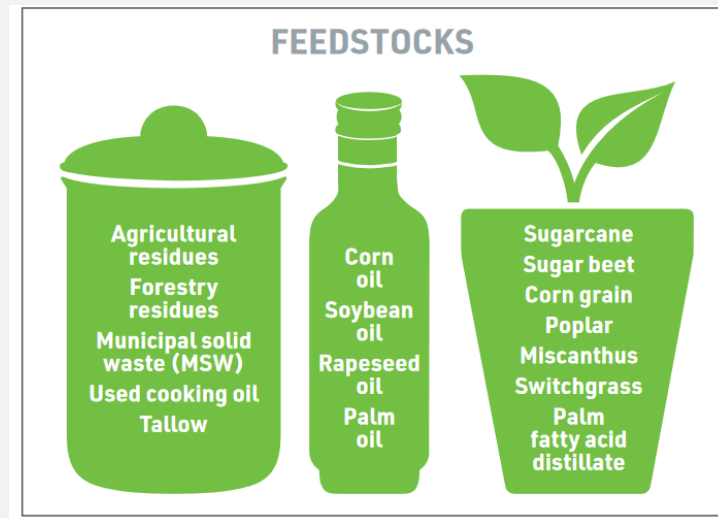 FEEDSTOCKS
Agricultural
residues
Forestry
residues
Municipal solid
waste (MSW)
Used cooking oil
Tallow
Corn
oil
Soybean
oil
Rapeseed
oil
Palm
oil
Sugarcane
Sugar beet
Corn grain
Poplar
Miscanthus
Switchgrass
Palm
fatty acid
distillate